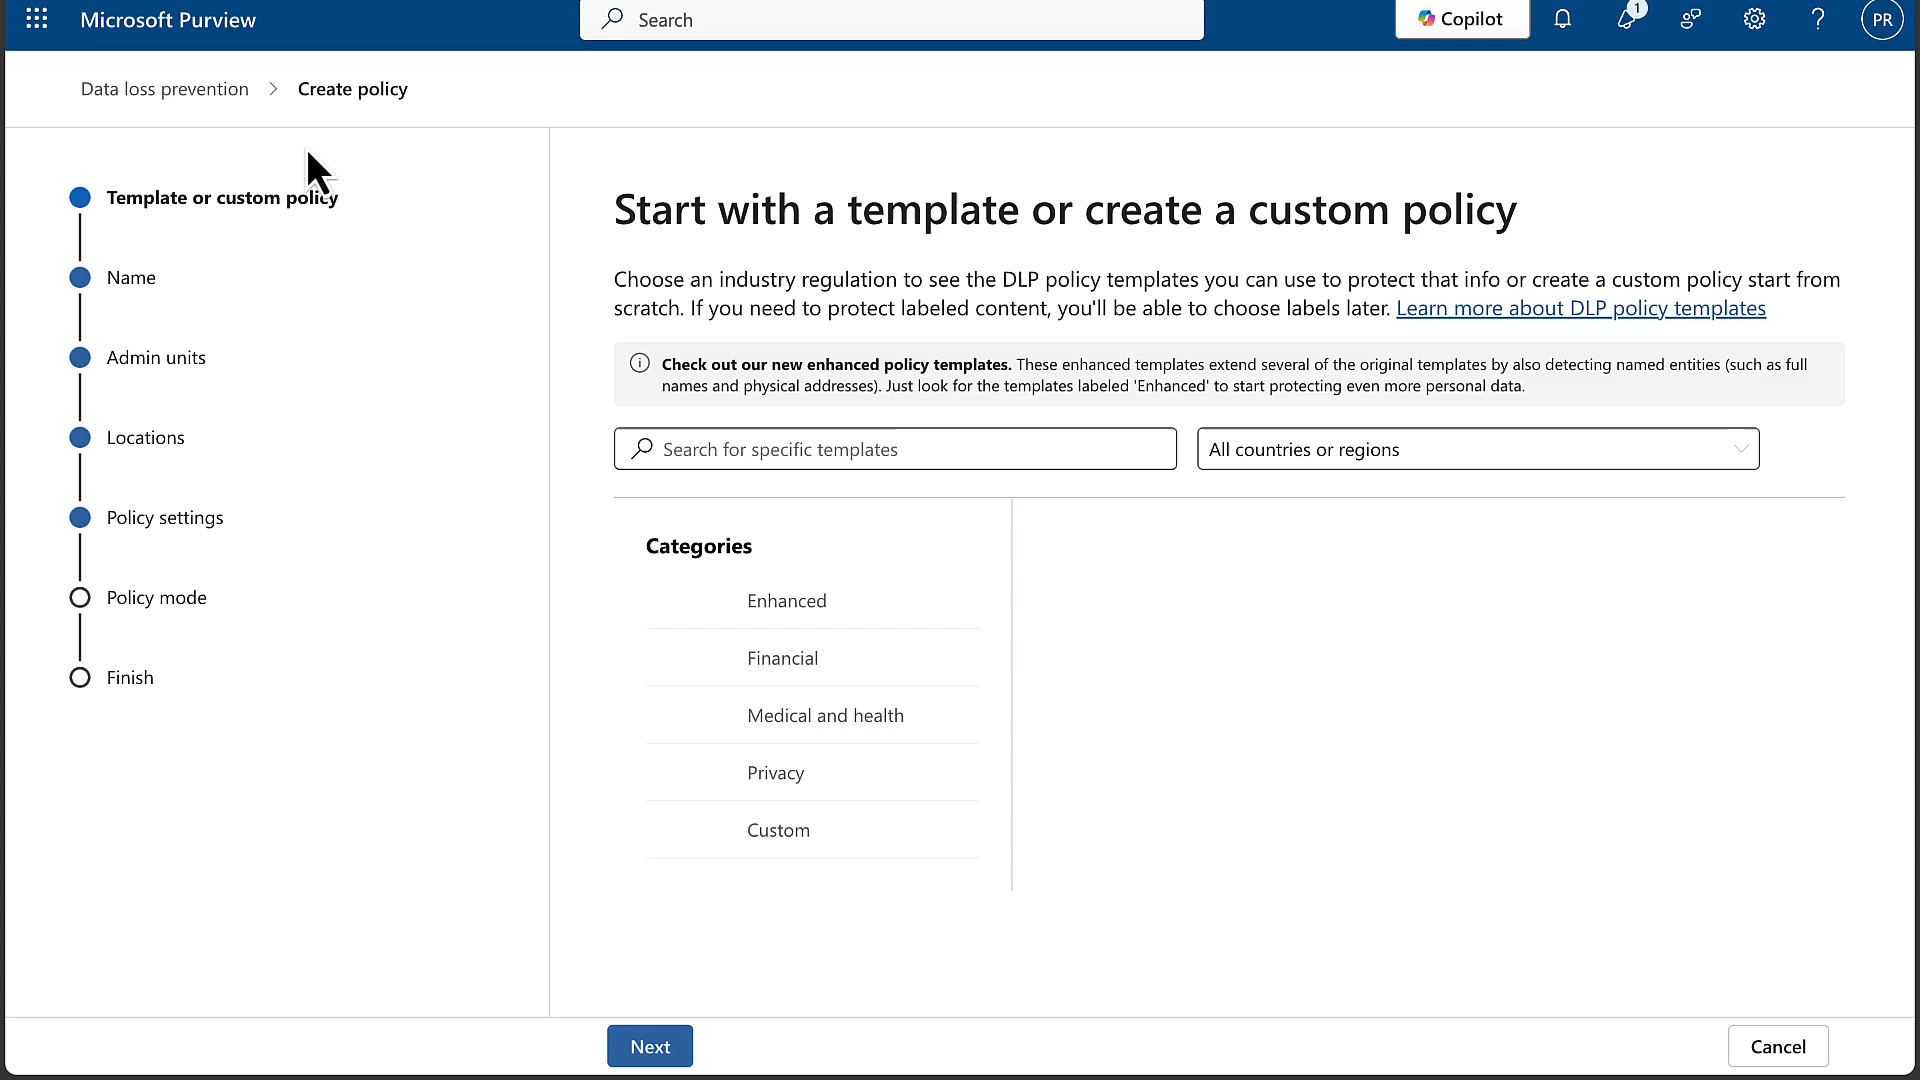 Microsoft Purview
Search
Copilot
1
?
PR
Data loss prevention > Create policy
Template or custom policy
Name
Admin units
Locations
Policy settings
Policy mode
Finish
Start with a template or create a custom policy
Choose an industry regulation to see the DLP policy templates you can use to protect that info or create a custom policy start from
scratch. If you need to protect labeled content, you'll be able to choose labels later. Learn more about DLP policy templates
Check out our new enhanced policy templates. These enhanced templates extend several of the original templates by also detecting named entities (such as full
names and physical addresses). Just look for the templates labeled 'Enhanced' to start protecting even more personal data.
Search for specific templates
All countries or regions
Categories
Enhanced
Financial
Medical and health
Privacy
Custom
Next
Cancel